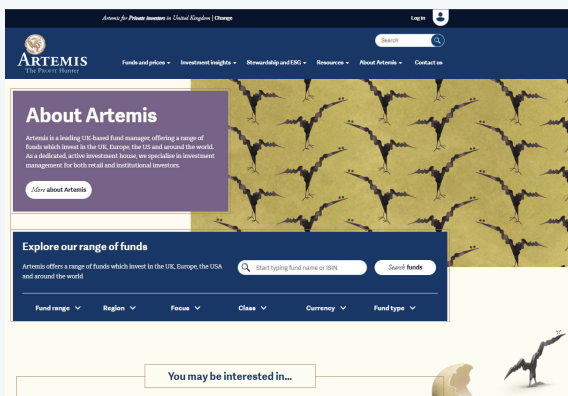 Artemis for Private investors in United Kingdom | Change
Log in
Search
ARTEMIS
The PROFIT Hunter
Funds and prices
Investment insights
Stewardship and ESG
Resources
About Artemis
Contact us
About Artemis
Artemis is a leading UK-based fund manager, offering a range of
funds which invest in the UK, Europe, the US and around the world.
As a dedicated, active investment house, we specialise in investment
management for both retail and institutional investors.
More about Artemis
Explore our range of funds
Artemis offers a range of funds which invest in the UK, Europe, the USA
and around the world
Start typing fund name or ISIN
Search funds
Fund range
Region
Focus
Class
Currency
Fund type
You may be interested in...